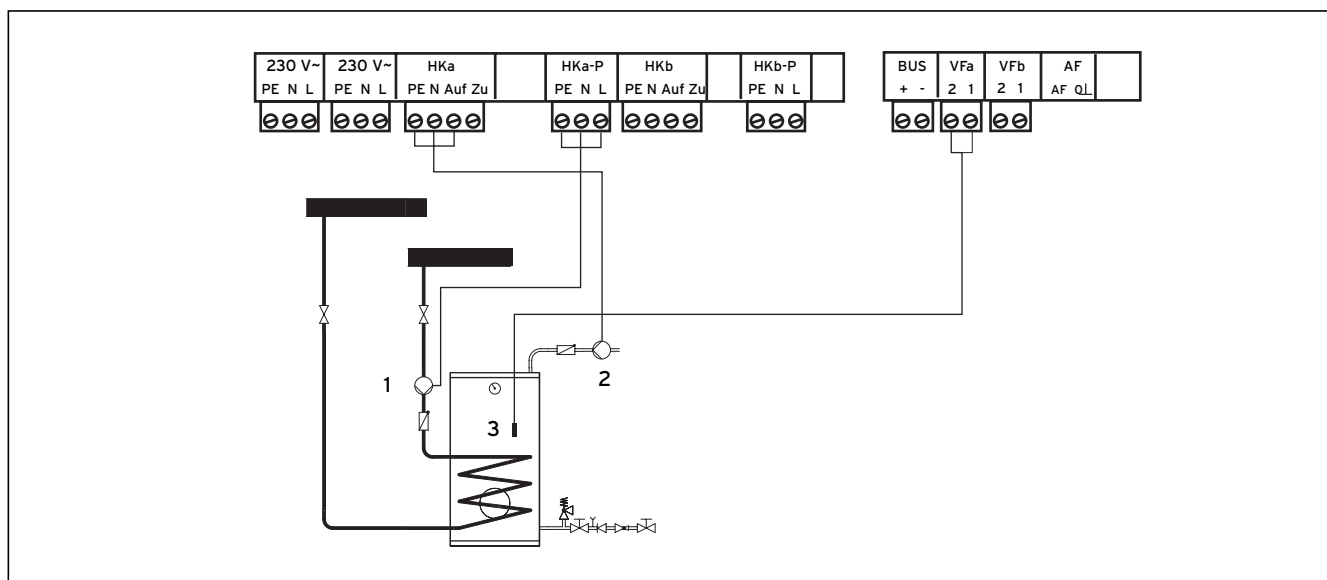 230 V~ 230 V~ HKa HKa-P HKb HKb-P BUS VFa VFb AF
PE N L PE N L PE N Auf Zu PE N L PE N Auf Zu PE N L + - 2 1 2 1 AF
1
2
3